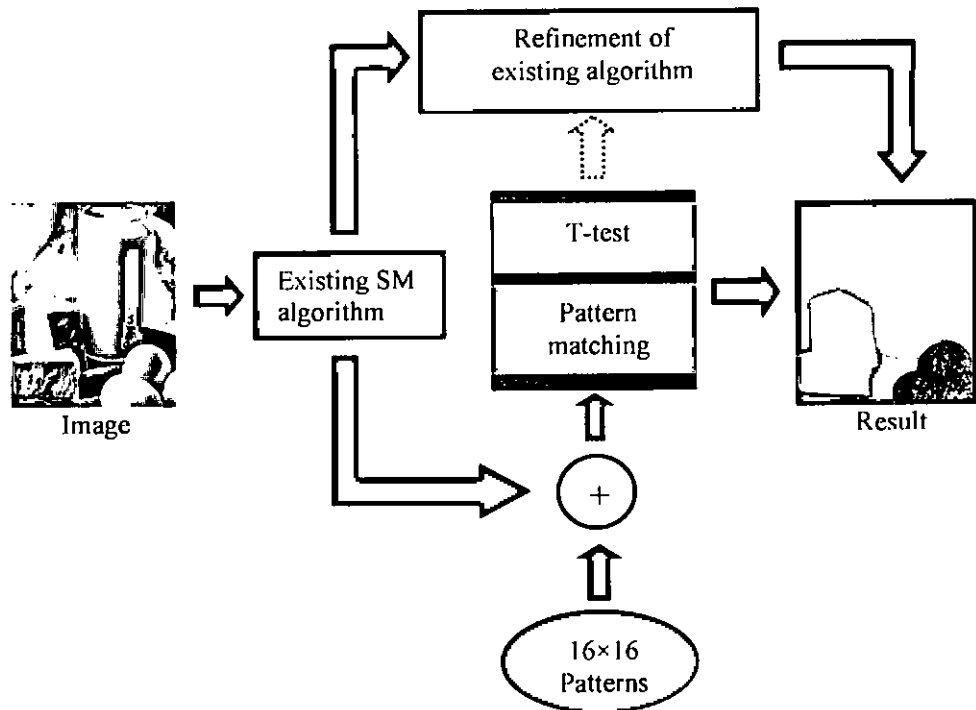 Refinement of
existing algorithm
T-test
Existing SM
algorithm
Pattern
matching
Image
Result
+
16×16
Patterns